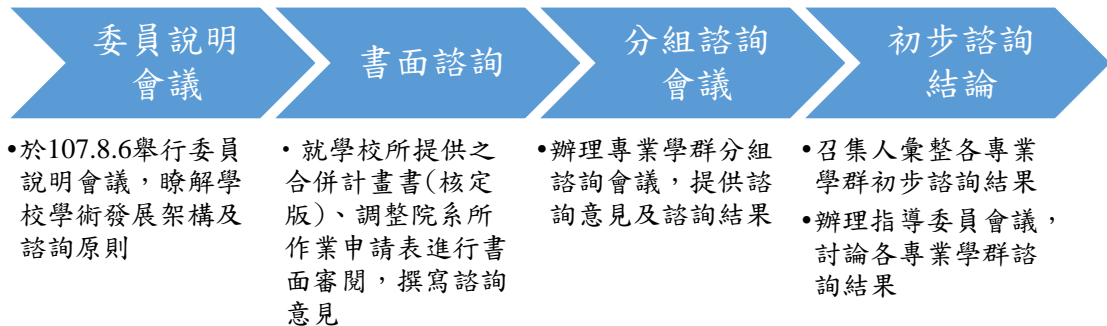 委員說明
會議
書面諮詢
分組諮詢
會議
初步諮詢
結論
•於107.8.6舉行委員
說明會議，瞭解學
校學術發展架構及
諮詢原則
•就學校所提供之
合併計畫書(核定
版)、調整院系所
作業申請表進行書
面審閱，撰寫諮詢
意見
•辦理專業學群分組
諮詢會議，提供諮
詢意見及諮詢結果
•召集人彙整各專業
學群初步諮詢結果
•辦理指導委員會議，
討論各專業學群諮
詢結果